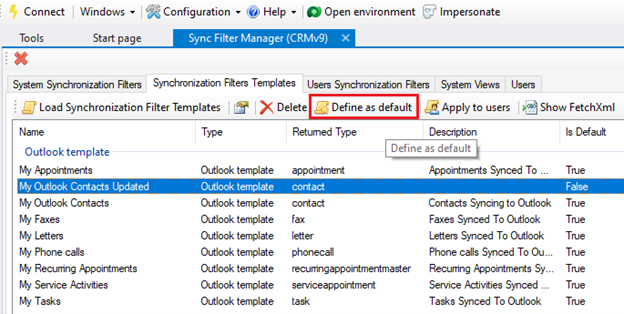 Connect Windows Configuration Help Open environment Impersonate
Tools Start page Sync Filter Manager (CRMv9)
System Synchronization Filters Synchronization Filters Templates Users Synchronization Filters System Views Users
Load Synchronization Filter Templates Delete Define as default Apply to users Show FetchXml
Name Type Returned Type Description Is Default
Outlook template Define as default
My Appointments Outlook template appointment Appointments Synced To ... True
My Outlook Contacts Updated Outlook template contact False
My Outlook Contacts Outlook template contact Contacts Syncing to Outlook True
My Faxes Outlook template fax Faxes Synced To Outlook True
My Letters Outlook template letter Letters Synced To Outlook True
My Phone calls Outlook template phonecall Phone calls Synced To Ou... True
My Recurring Appointments Outlook template recurringappointmentmaster Recurring Appointments Sy... True
My Service Activities Outlook template serviceappointment Service Activities Synced T... True
My Tasks Outlook template task Tasks Synced To Outlook True